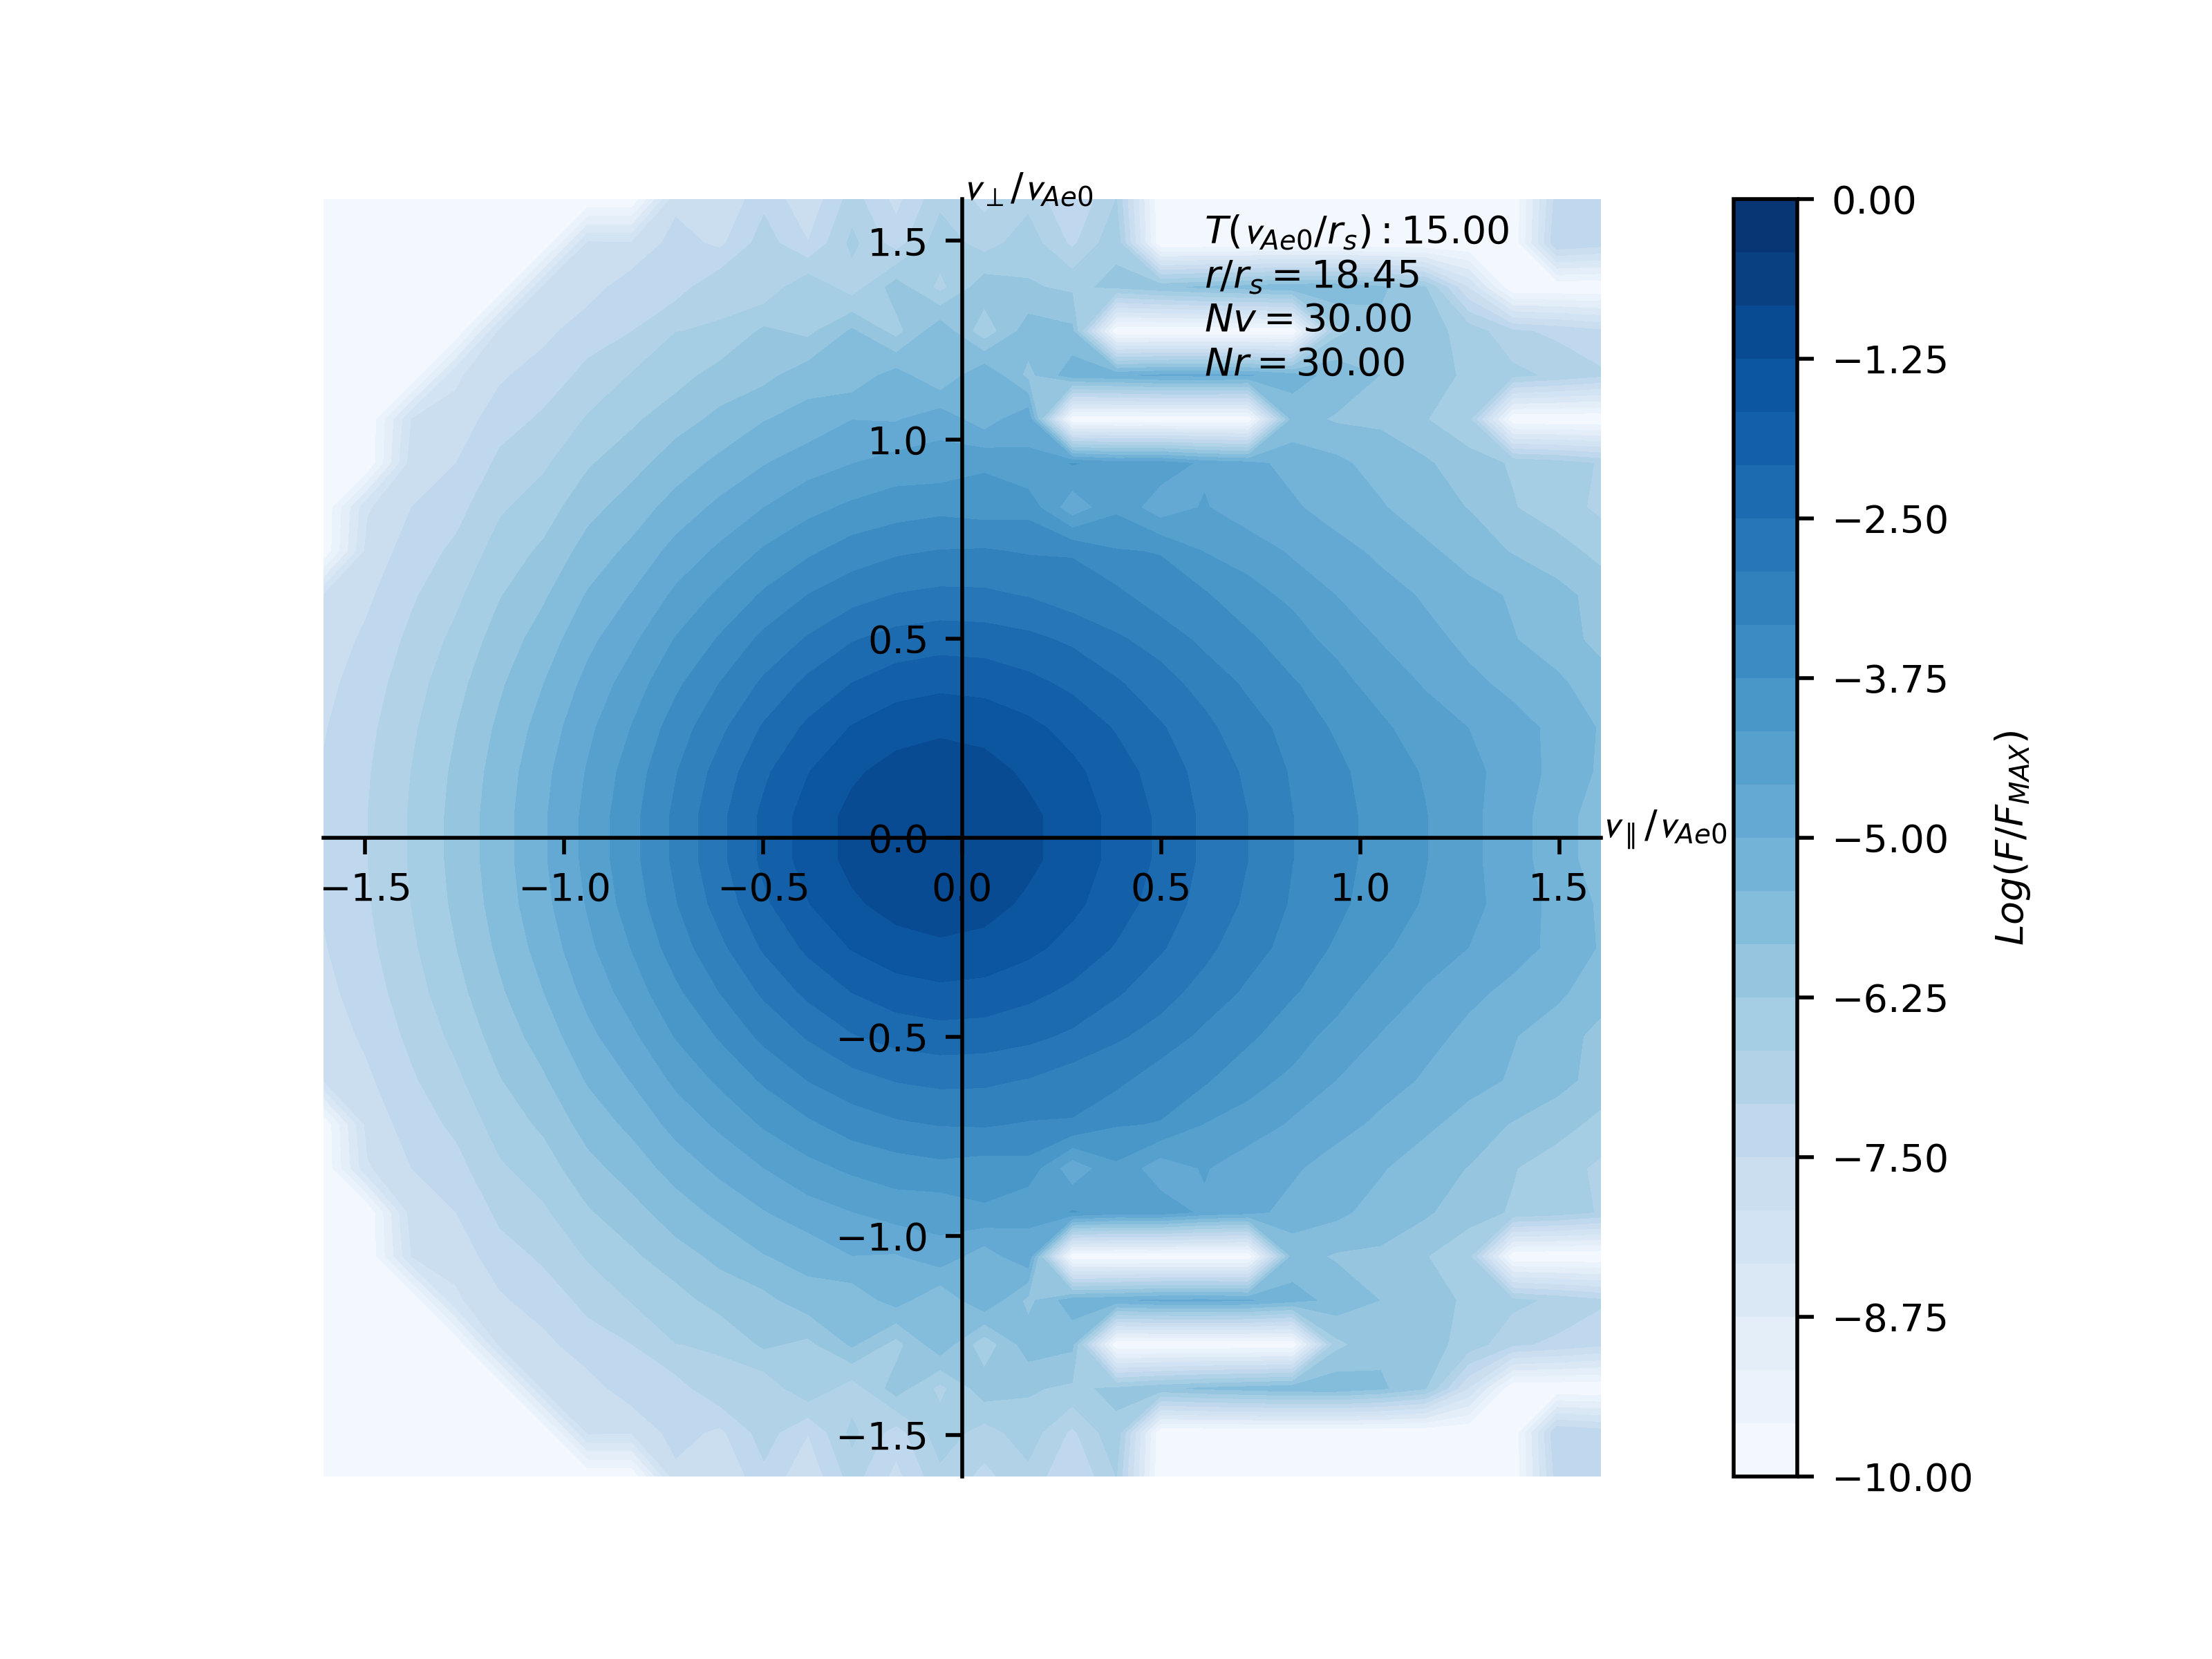 v⊥/vAe0
T(vAe0/rs) : 15.00
r/rs = 18.45
Nv = 30.00
Nr = 30.00
1.5
1.0
0.5
0.0
−0.5
−1.0
−1.5
−1.5 −1.0 −0.5 0.0 0.5 1.0 1.5
v∥/vAe0
0.00
−1.25
−2.50
−3.75
−5.00
−6.25
−7.50
−8.75
−10.00
Log(F/FMAX)